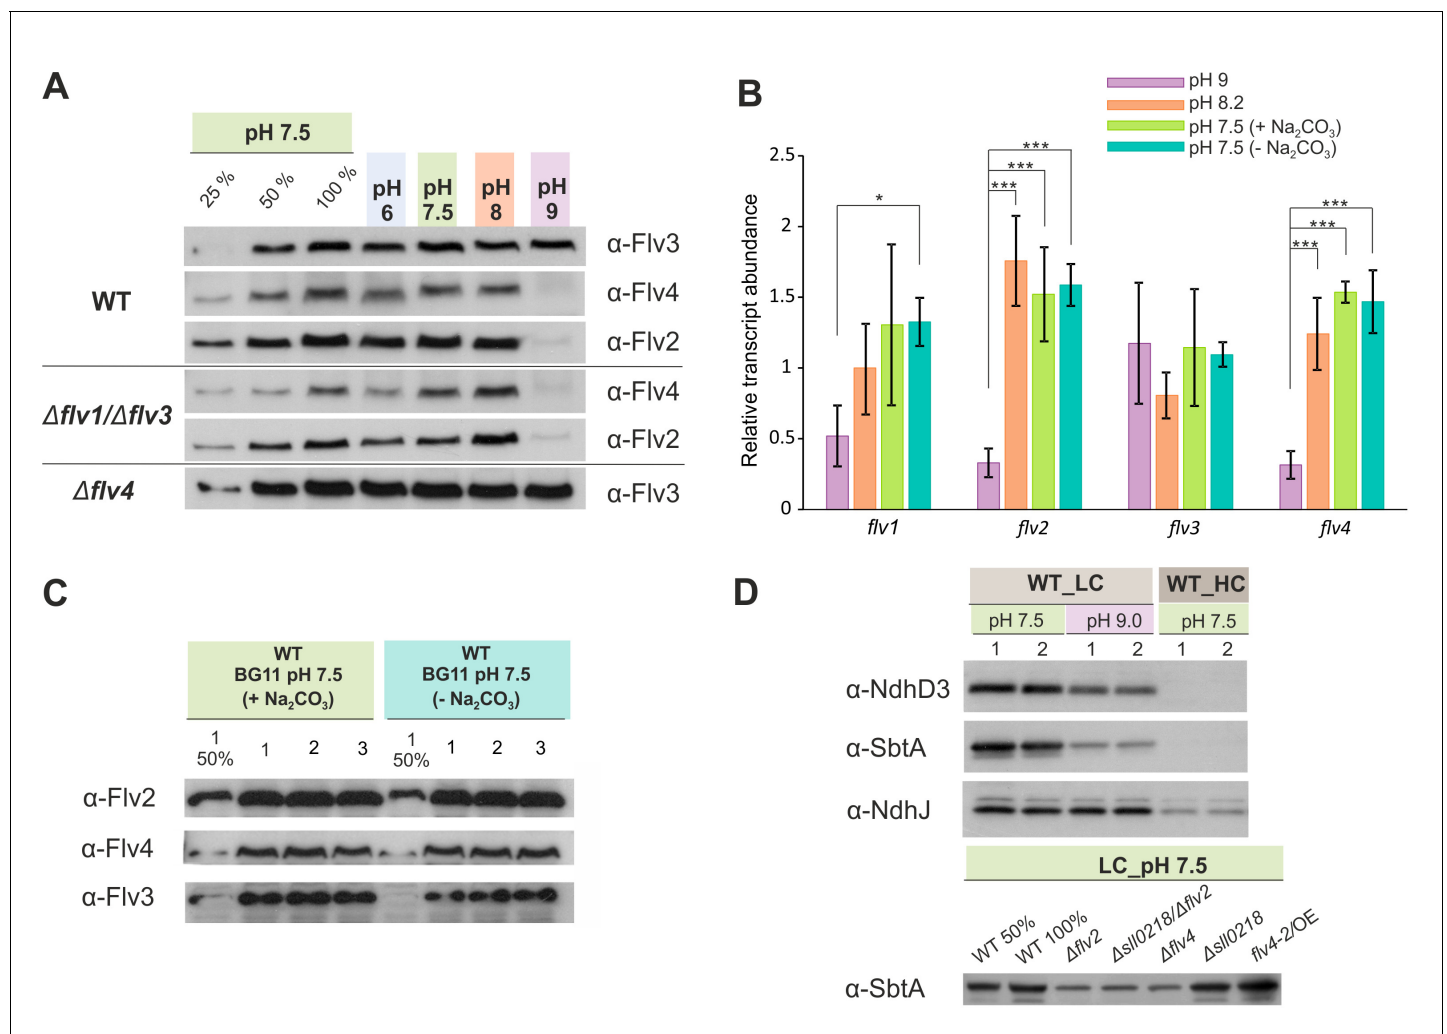 A
pH 7.5
25 %
50 %
100 %
pH 6
pH 7.5
pH 8
pH 9
WT
α-Flv3
α-Flv4
α-Flv2
Δflv1/Δflv3
α-Flv4
α-Flv2
Δflv4
α-Flv3
B
pH 9
pH 8.2
pH 7.5 (+ Na₂CO₃)
pH 7.5 (- Na₂CO₃)
Relative transcript abundance
2.5
2
1.5
1
0.5
0
*
***
***
***
***
***
***
flv1
flv2
flv3
flv4
C
WT
BG11 pH 7.5
(+ Na₂CO₃)
WT
BG11 pH 7.5
(- Na₂CO₃)
1 50%
1
2
3
1 50%
1
2
3
α-Flv2
α-Flv4
α-Flv3
D
WT_LC
WT_HC
pH 7.5
pH 9.0
pH 7.5
1 2 1 2 1 2
α-NdhD3
α-SbtA
α-NdhJ
LC_pH 7.5
WT 50%
WT 100%
Δflv2
Δsll0218/Δflv2
Δflv4
Δsll0218
flv4-2/OE
α-SbtA